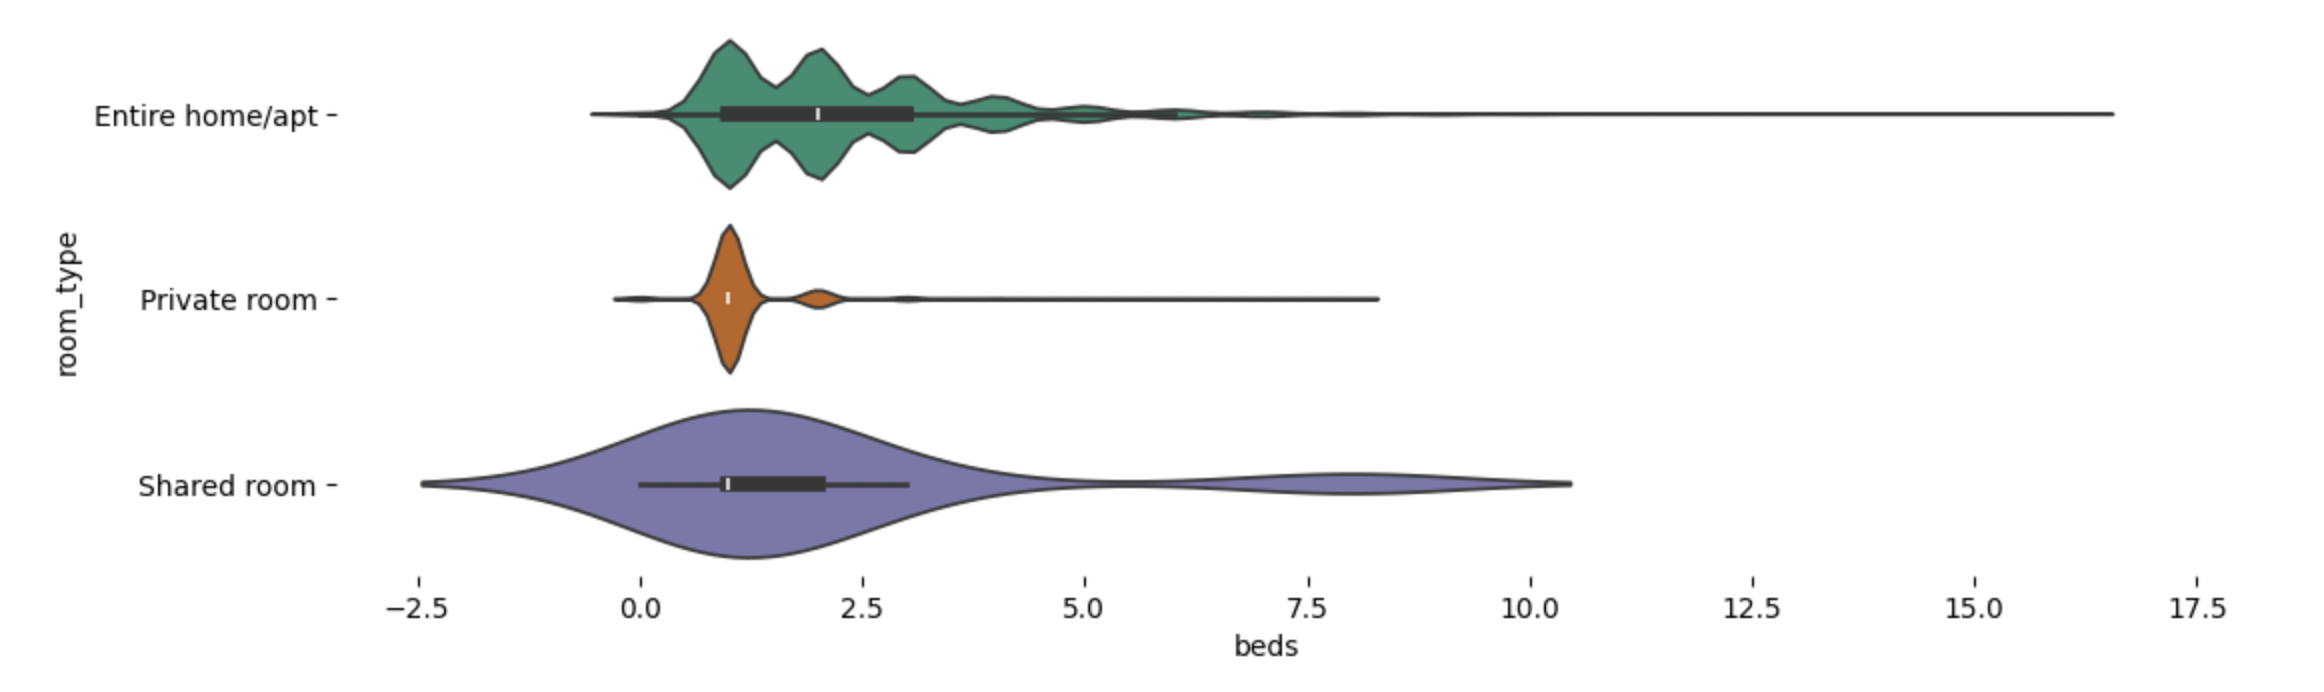 Entire home/apt
Private room
Shared room
room_type
−2.5 0.0 2.5 5.0 7.5 10.0 12.5 15.0 17.5
beds